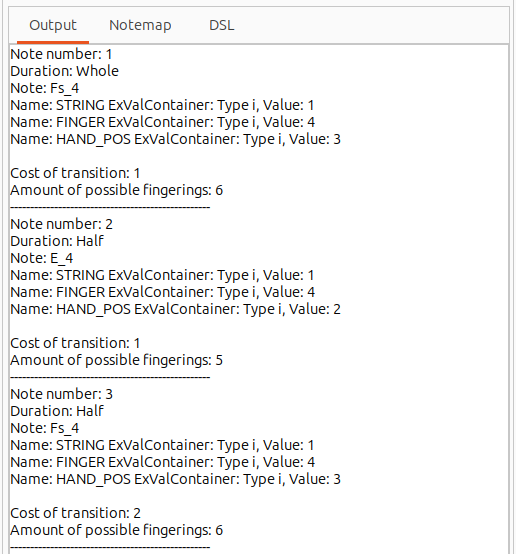 Output Notemap DSL
Note number: 1
Duration: Whole
Note: Fs_4
Name: STRING ExValContainer: Type i, Value: 1
Name: FINGER ExValContainer: Type i, Value: 4
Name: HAND_POS ExValContainer: Type i, Value: 3
Cost of transition: 1
Amount of possible fingerings: 6
--------------------------------------------------
Note number: 2
Duration: Half
Note: E_4
Name: STRING ExValContainer: Type i, Value: 1
Name: FINGER ExValContainer: Type i, Value: 4
Name: HAND_POS ExValContainer: Type i, Value: 2
Cost of transition: 1
Amount of possible fingerings: 5
--------------------------------------------------
Note number: 3
Duration: Half
Note: Fs_4
Name: STRING ExValContainer: Type i, Value: 1
Name: FINGER ExValContainer: Type i, Value: 4
Name: HAND_POS ExValContainer: Type i, Value: 3
Cost of transition: 2
Amount of possible fingerings: 6
--------------------------------------------------